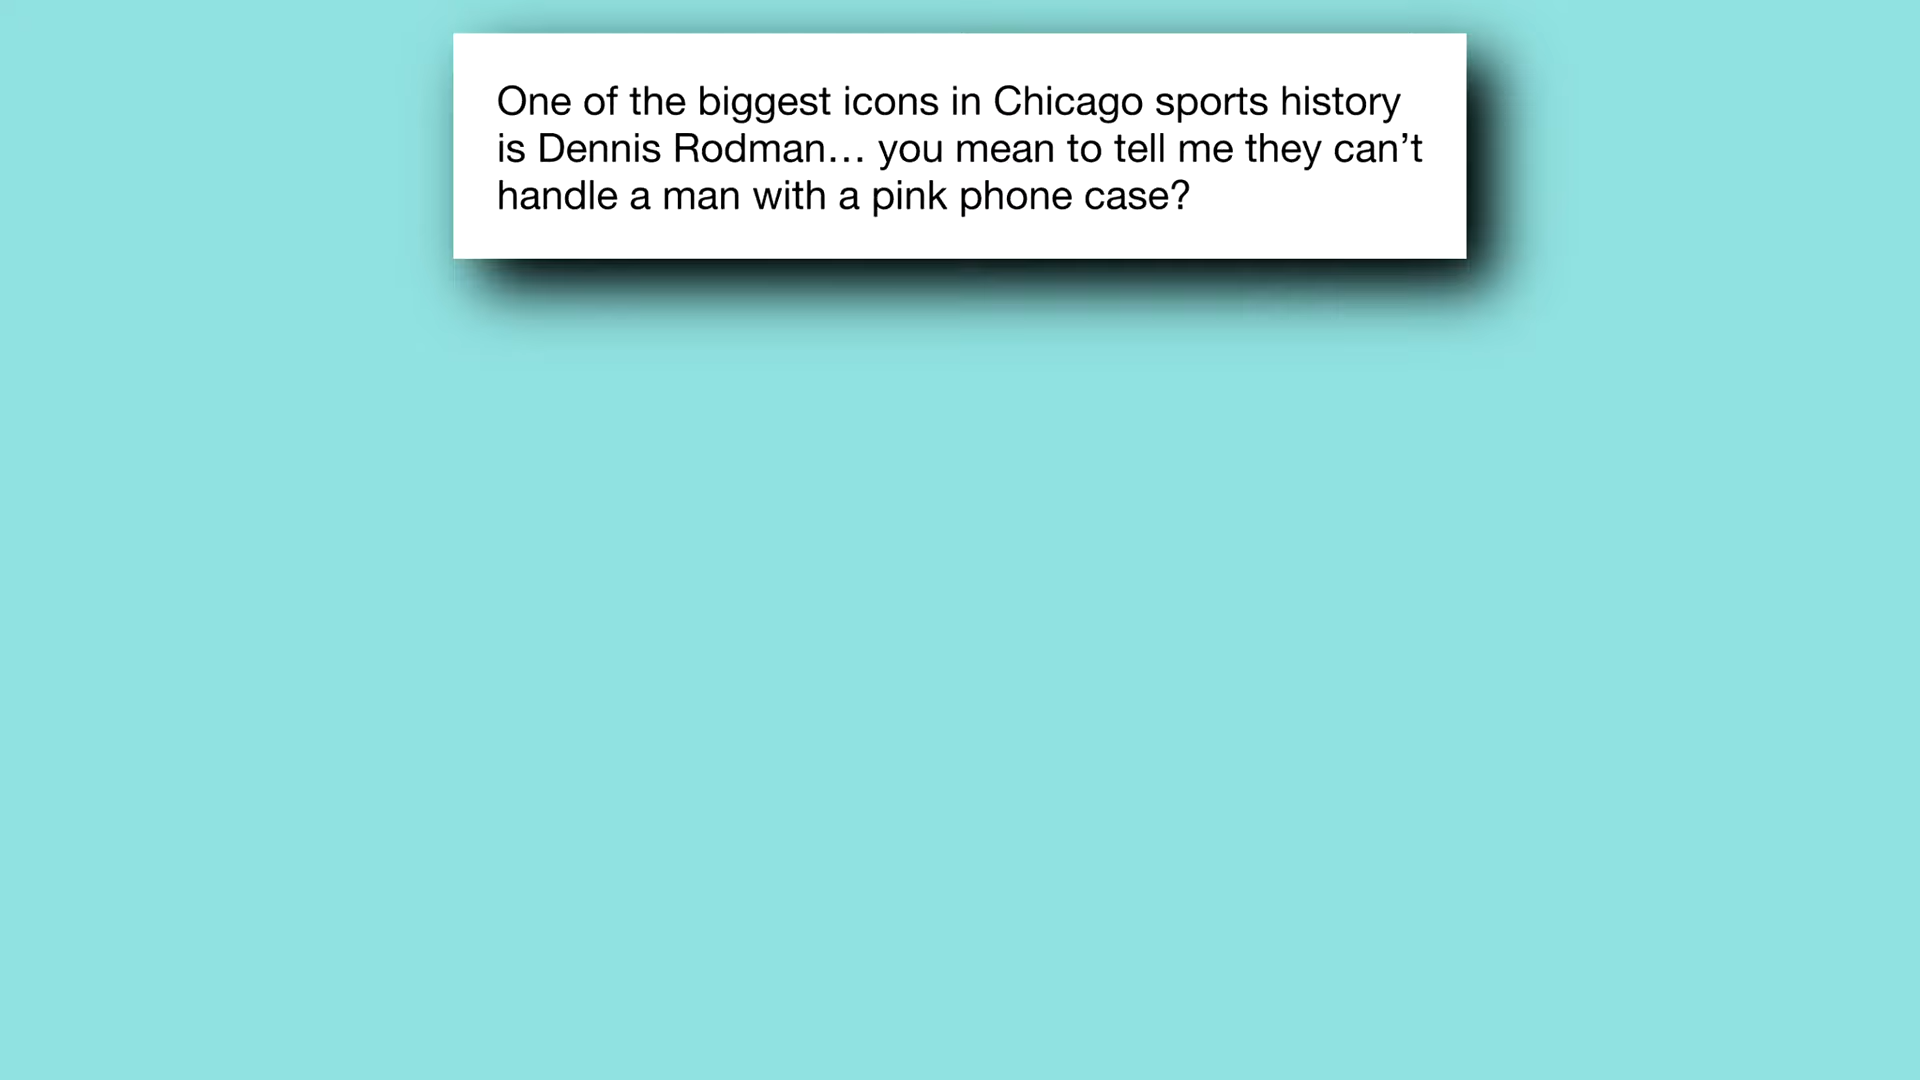 One of the biggest icons in Chicago sports history
is Dennis Rodman… you mean to tell me they can’t
handle a man with a pink phone case?